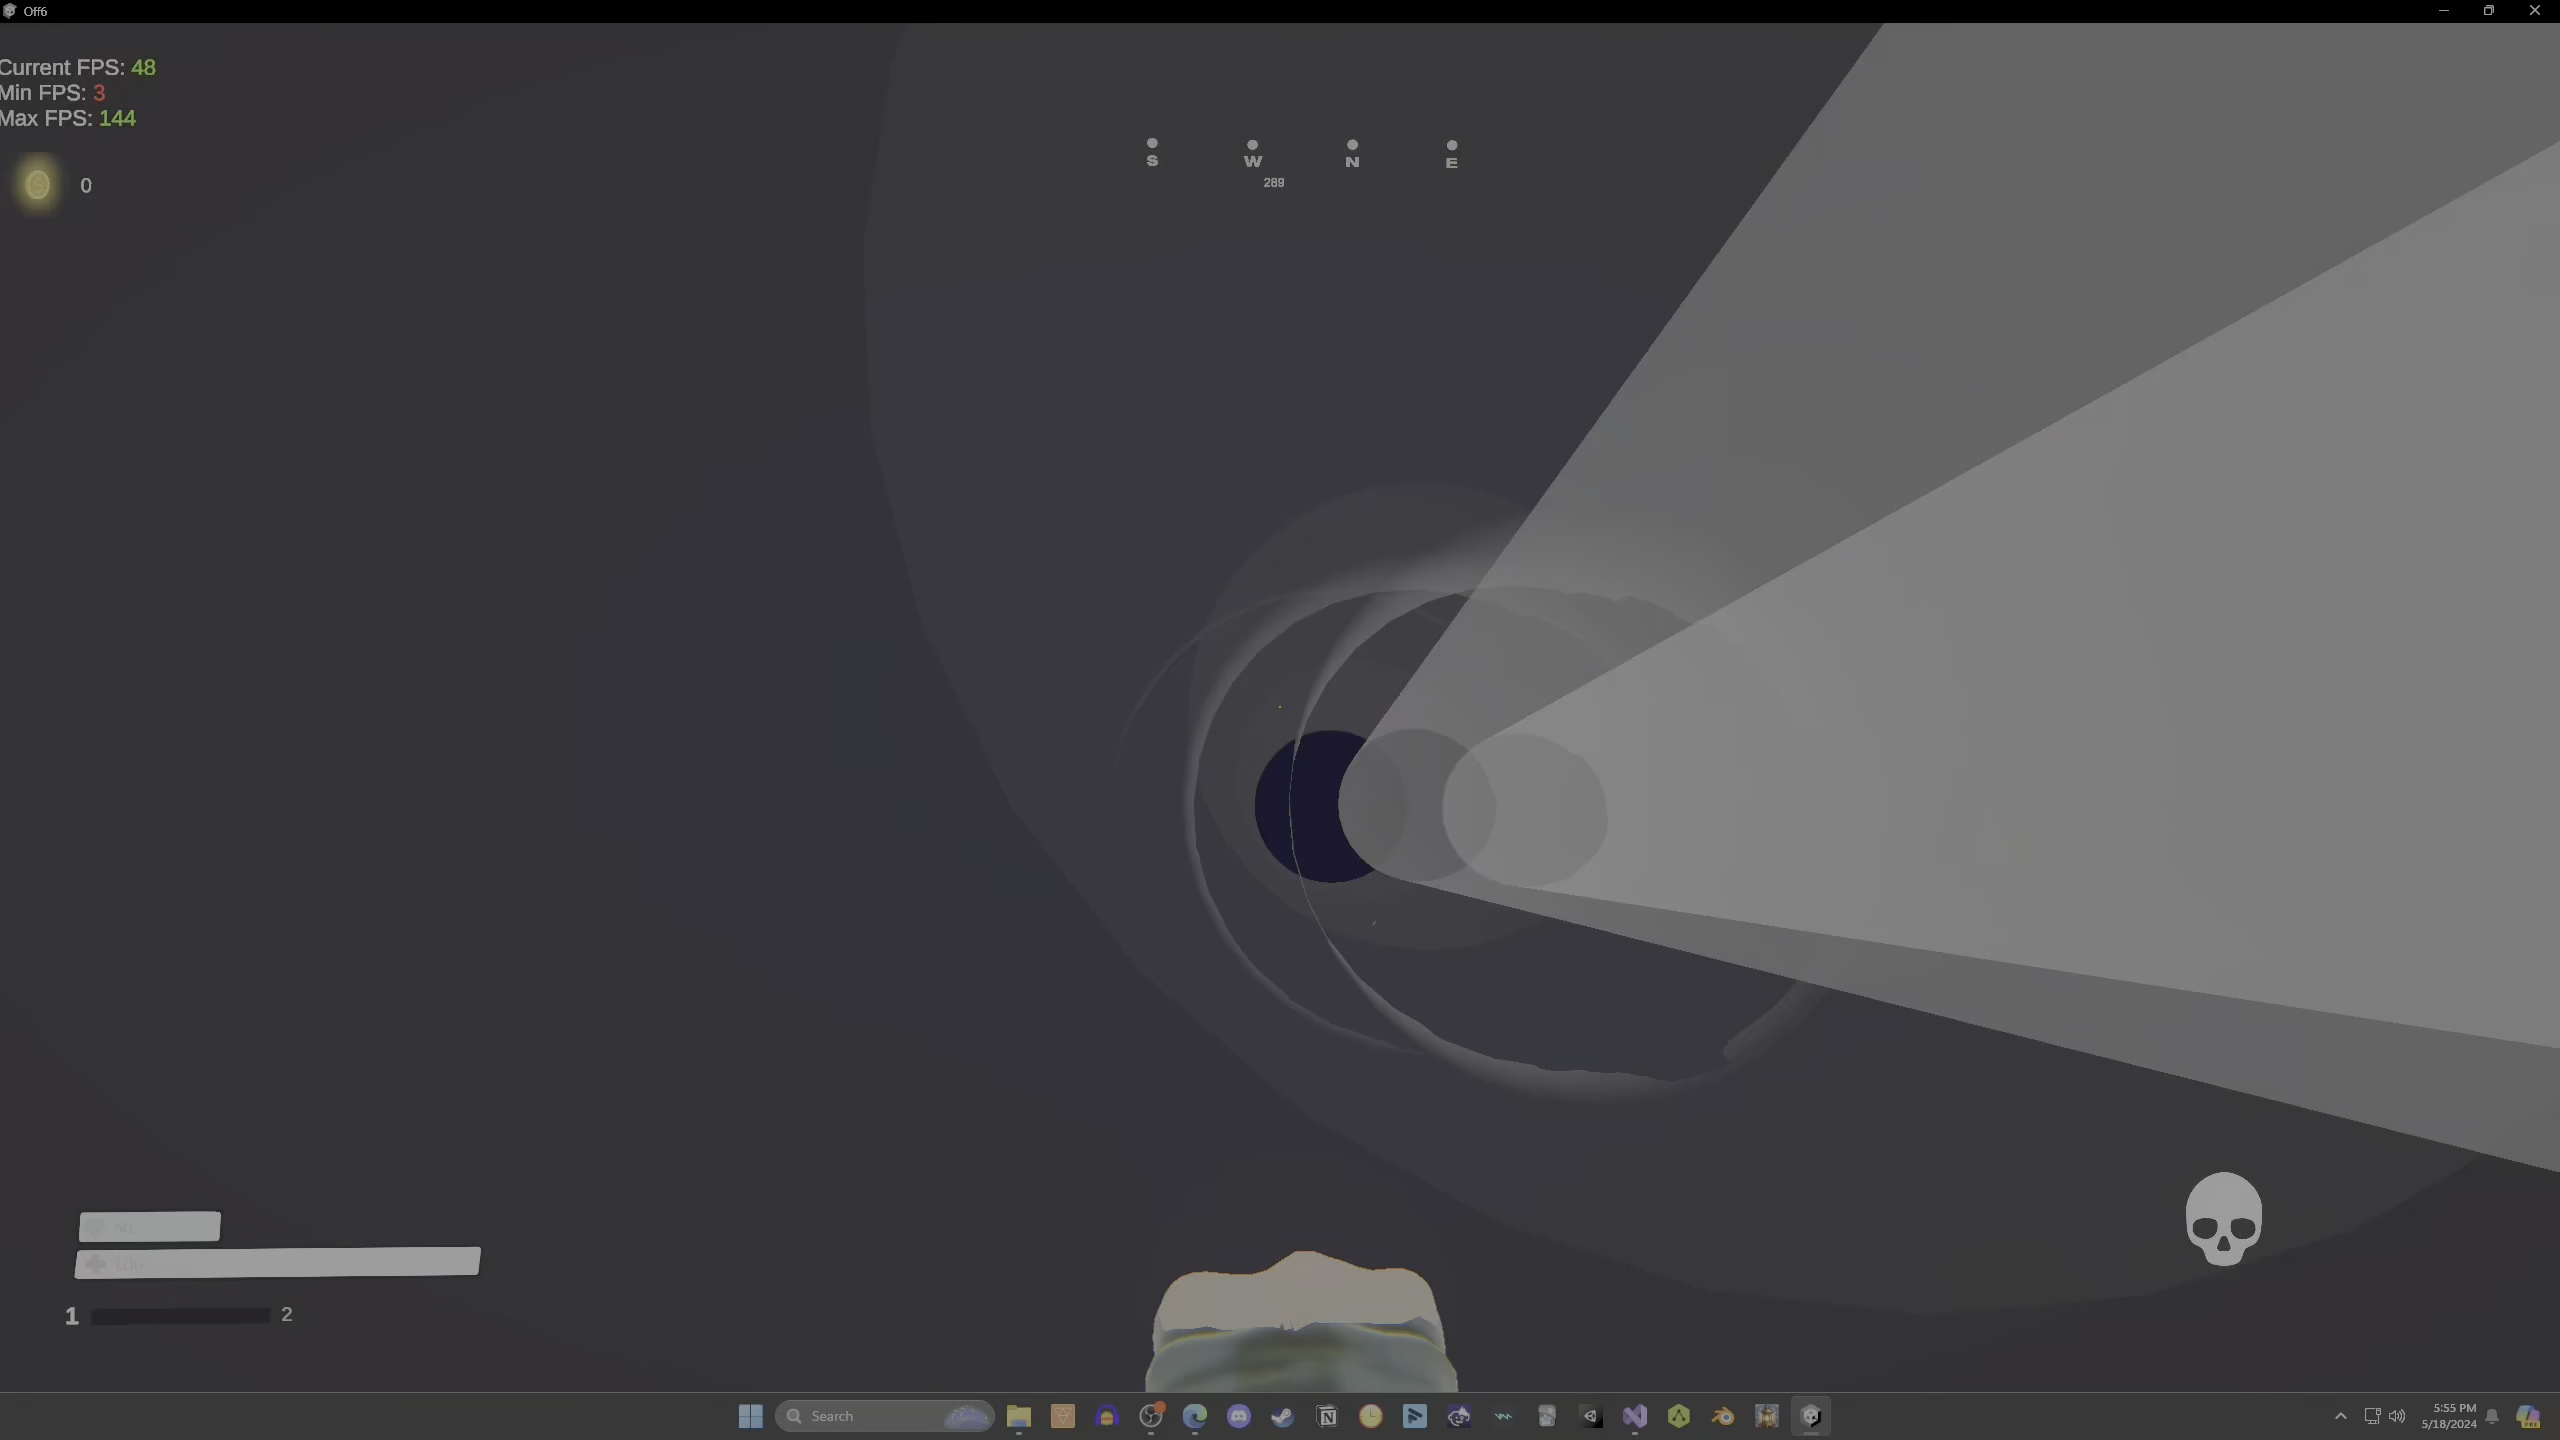 Off6
Current FPS: 48
Min FPS: 3
Max FPS: 144
0
S W N E
289
1 2
Search
5:55 PM
5/18/2024